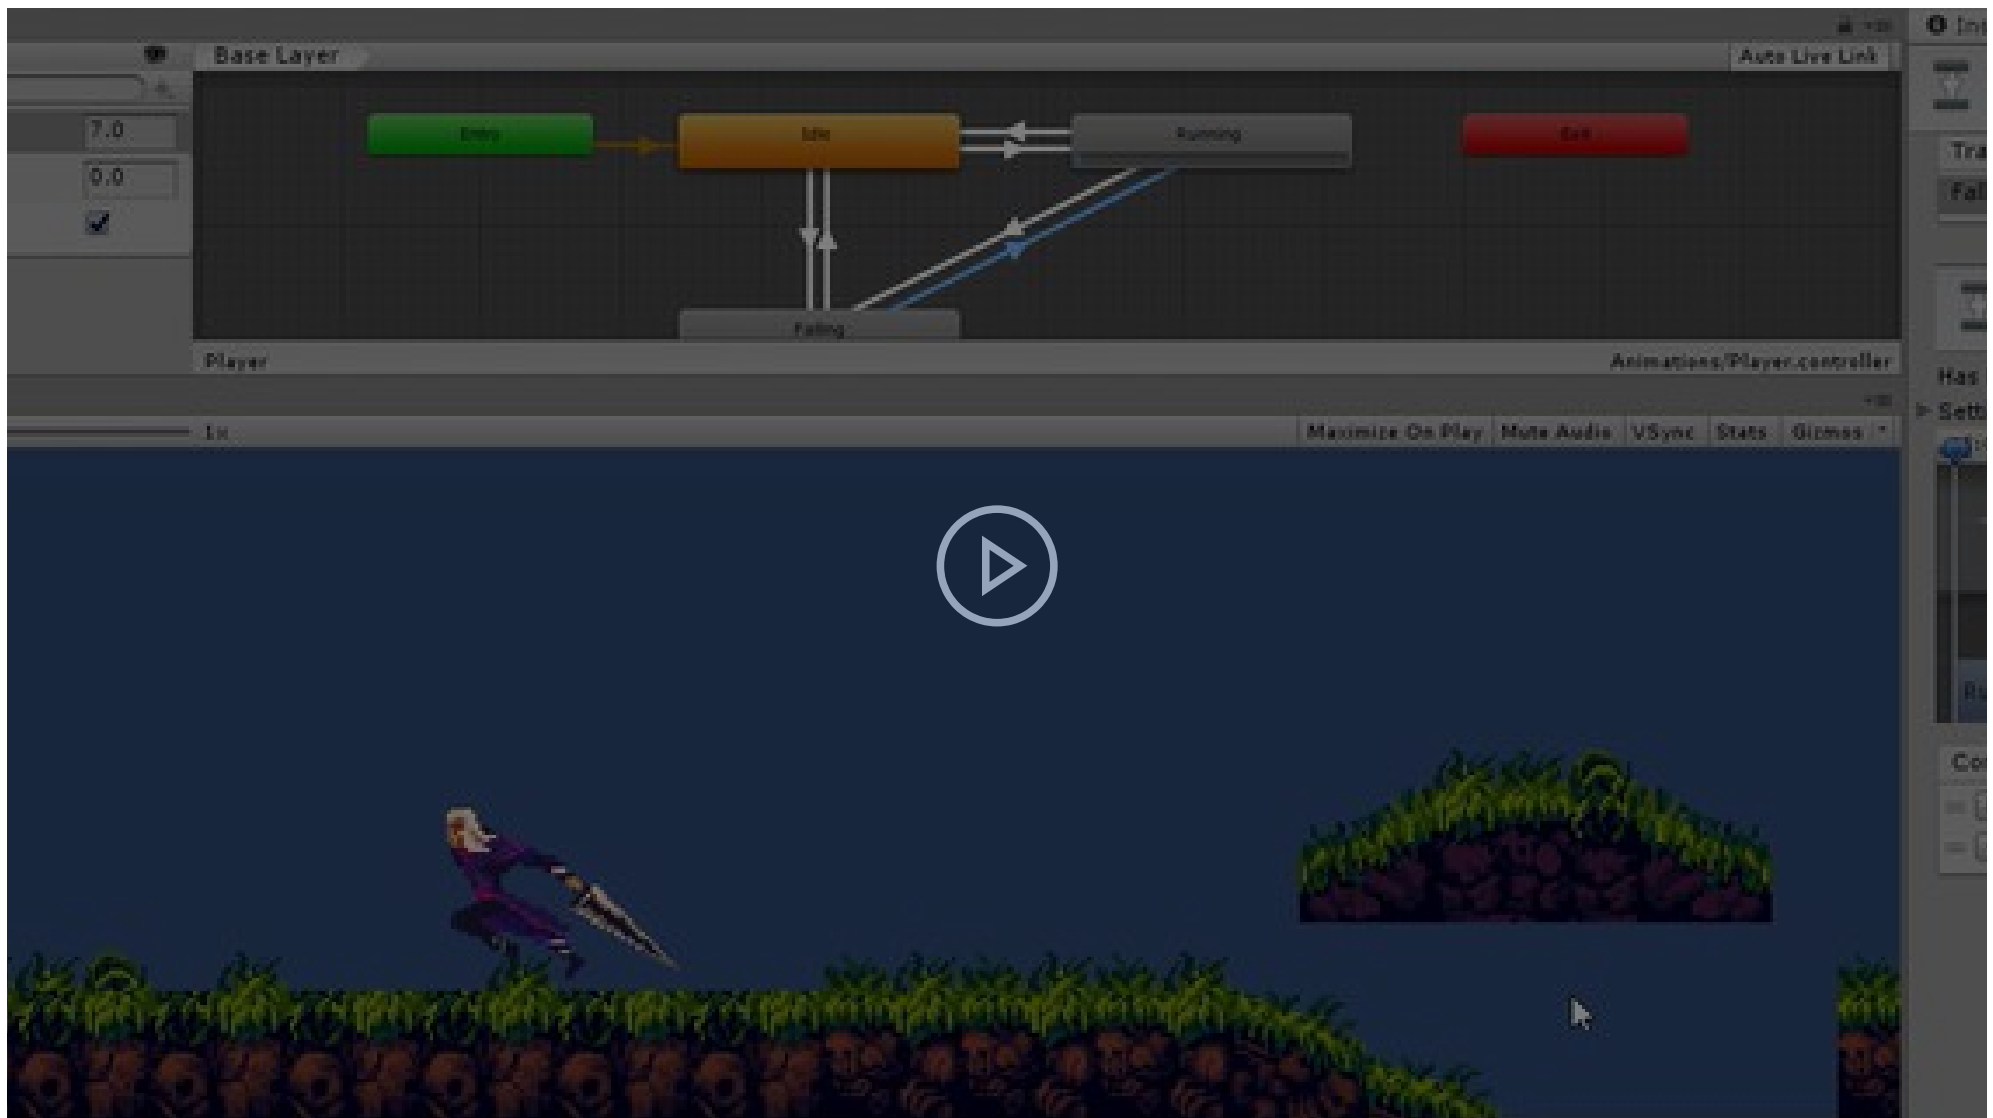 Base Layer
Auto Live Link
Entry
Idle
Running
Exit
7.0
0.0
Falling
Player
Animations/Player.controller
Has
1x
Maximize On Play
Mute Audio
VSync
Stats
Gizmos